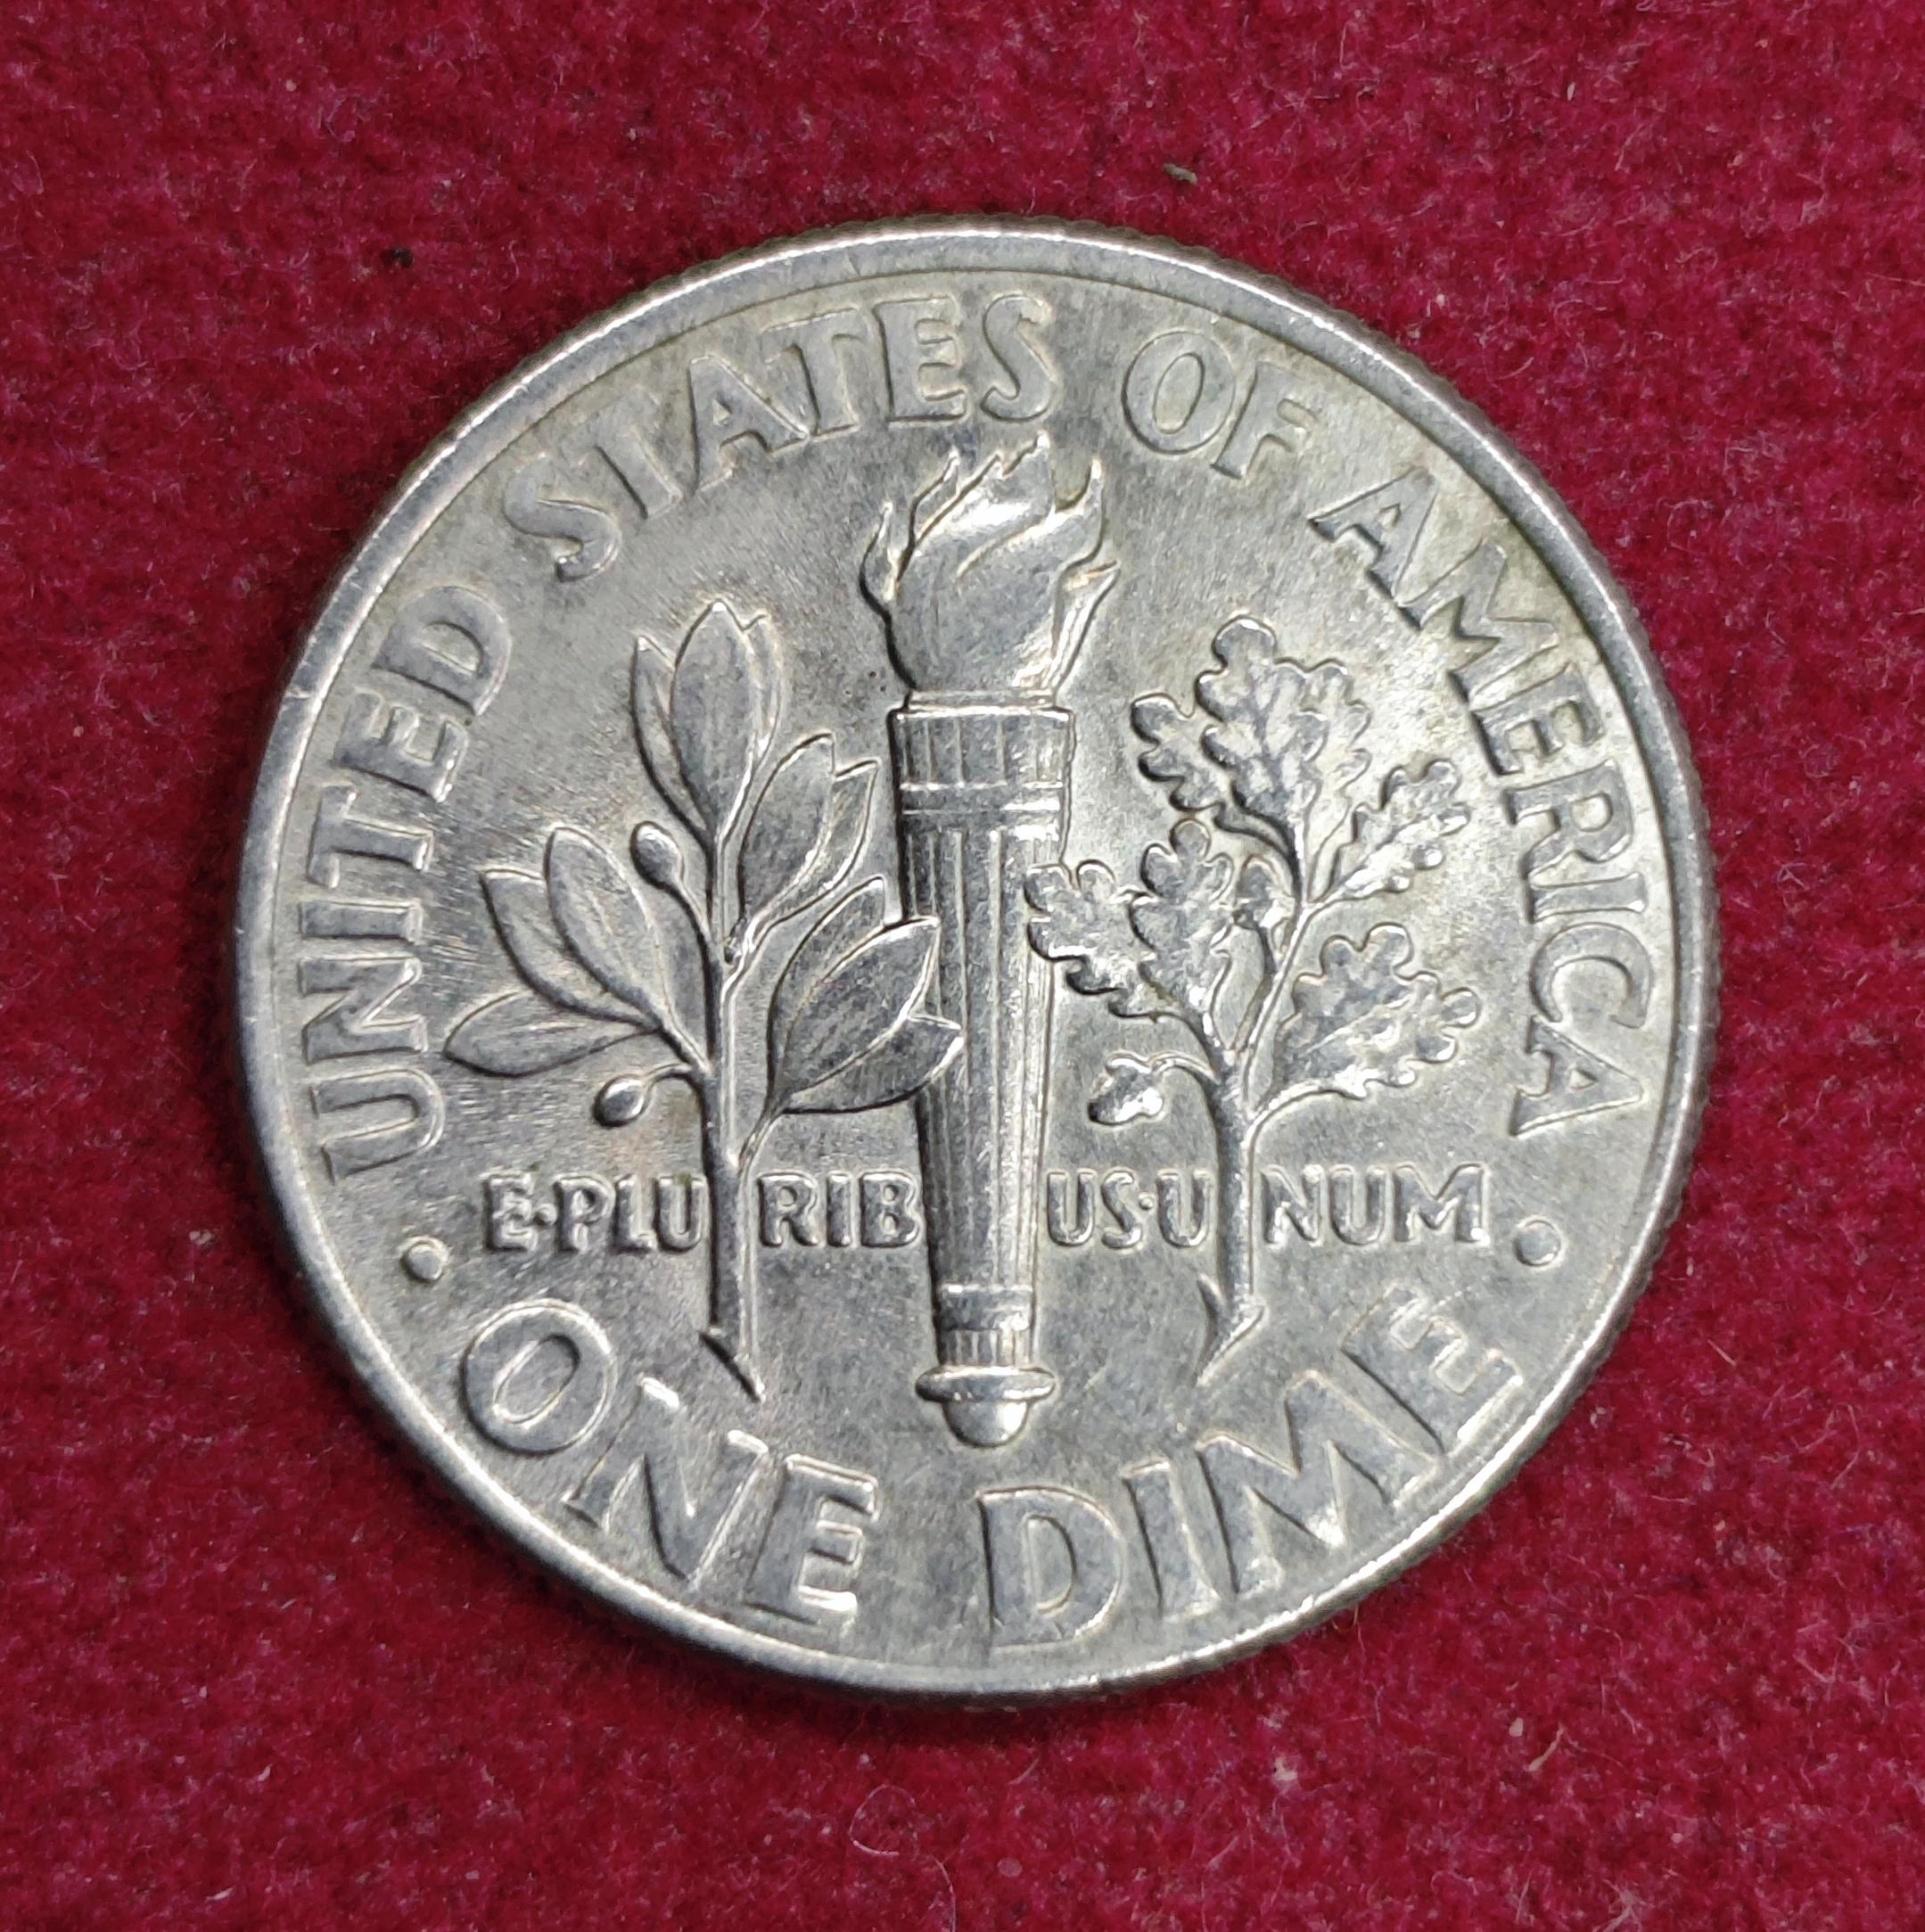 UNITED STATES OF AMERICA
E·PLURIBUS·UNUM
· ONE DIME ·